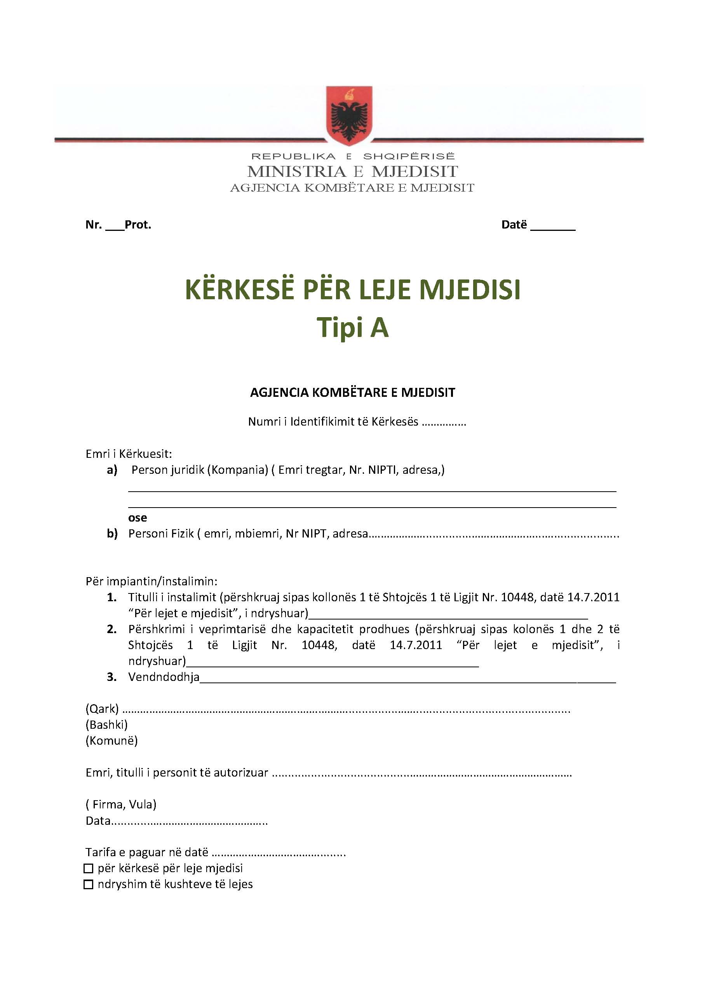 REPUBLIKA E SHQIPËRISË
MINISTRIA E MJEDISIT
AGJENCIA KOMBËTARE E MJEDISIT
Nr. ___Prot. Datë _______
KËRKESË PËR LEJE MJEDISI
Tipi A
AGJENCIA KOMBËTARE E MJEDISIT
Numri i Identifikimit të Kërkesës ……………
Emri i Kërkuesit:
a) Person juridik (Kompania) ( Emri tregtar, Nr. NIPTI, adresa,)
____________________________________________________________________________
____________________________________________________________________________
ose
b) Personi Fizik ( emri, mbiemri, Nr NIPT, adresa……………………………………………………………………………
Për impiantin/instalimin:
1. Titulli i instalimit (përshkruaj sipas kollonës 1 të Shtojcës 1 të Ligjit Nr. 10448, datë 14.7.2011
“Për lejet e mjedisit”, i ndryshuar)___________________________________________
2. Përshkrimi i veprimtarisë dhe kapacitetit prodhues (përshkruaj sipas kolonës 1 dhe 2 të
Shtojcës 1 të Ligjit Nr. 10448, datë 14.7.2011 “Për lejet e mjedisit”, i
ndryshuar)_____________________________________________
3. Vendndodhja________________________________________________________________
(Qark) ……………………………………………………………………………………………………………………………………
(Bashki)
(Komunë)
Emri, titulli i personit të autorizuar ……………………………………………………………………………………
( Firma, Vula)
Data……………………………………………
Tarifa e paguar në datë ………………………………………
☐ për kërkesë për leje mjedisi
☐ ndryshim të kushteve të lejes